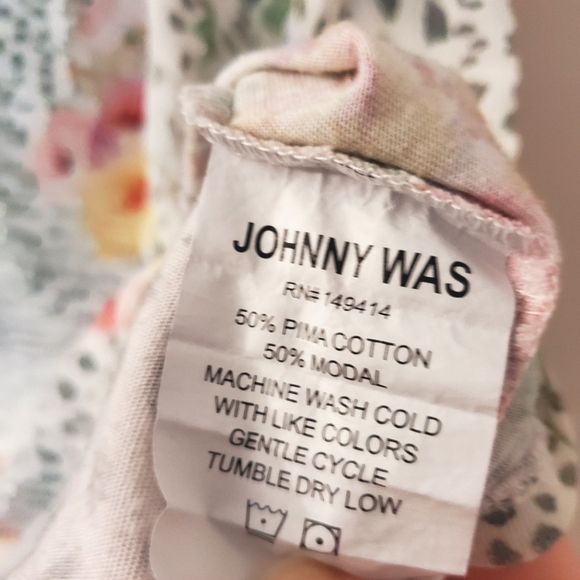 JOHNNY WAS
RN# 149414
50% PIMA COTTON
50% MODAL
MACHINE WASH COLD
WITH LIKE COLORS
GENTLE CYCLE
TUMBLE DRY LOW